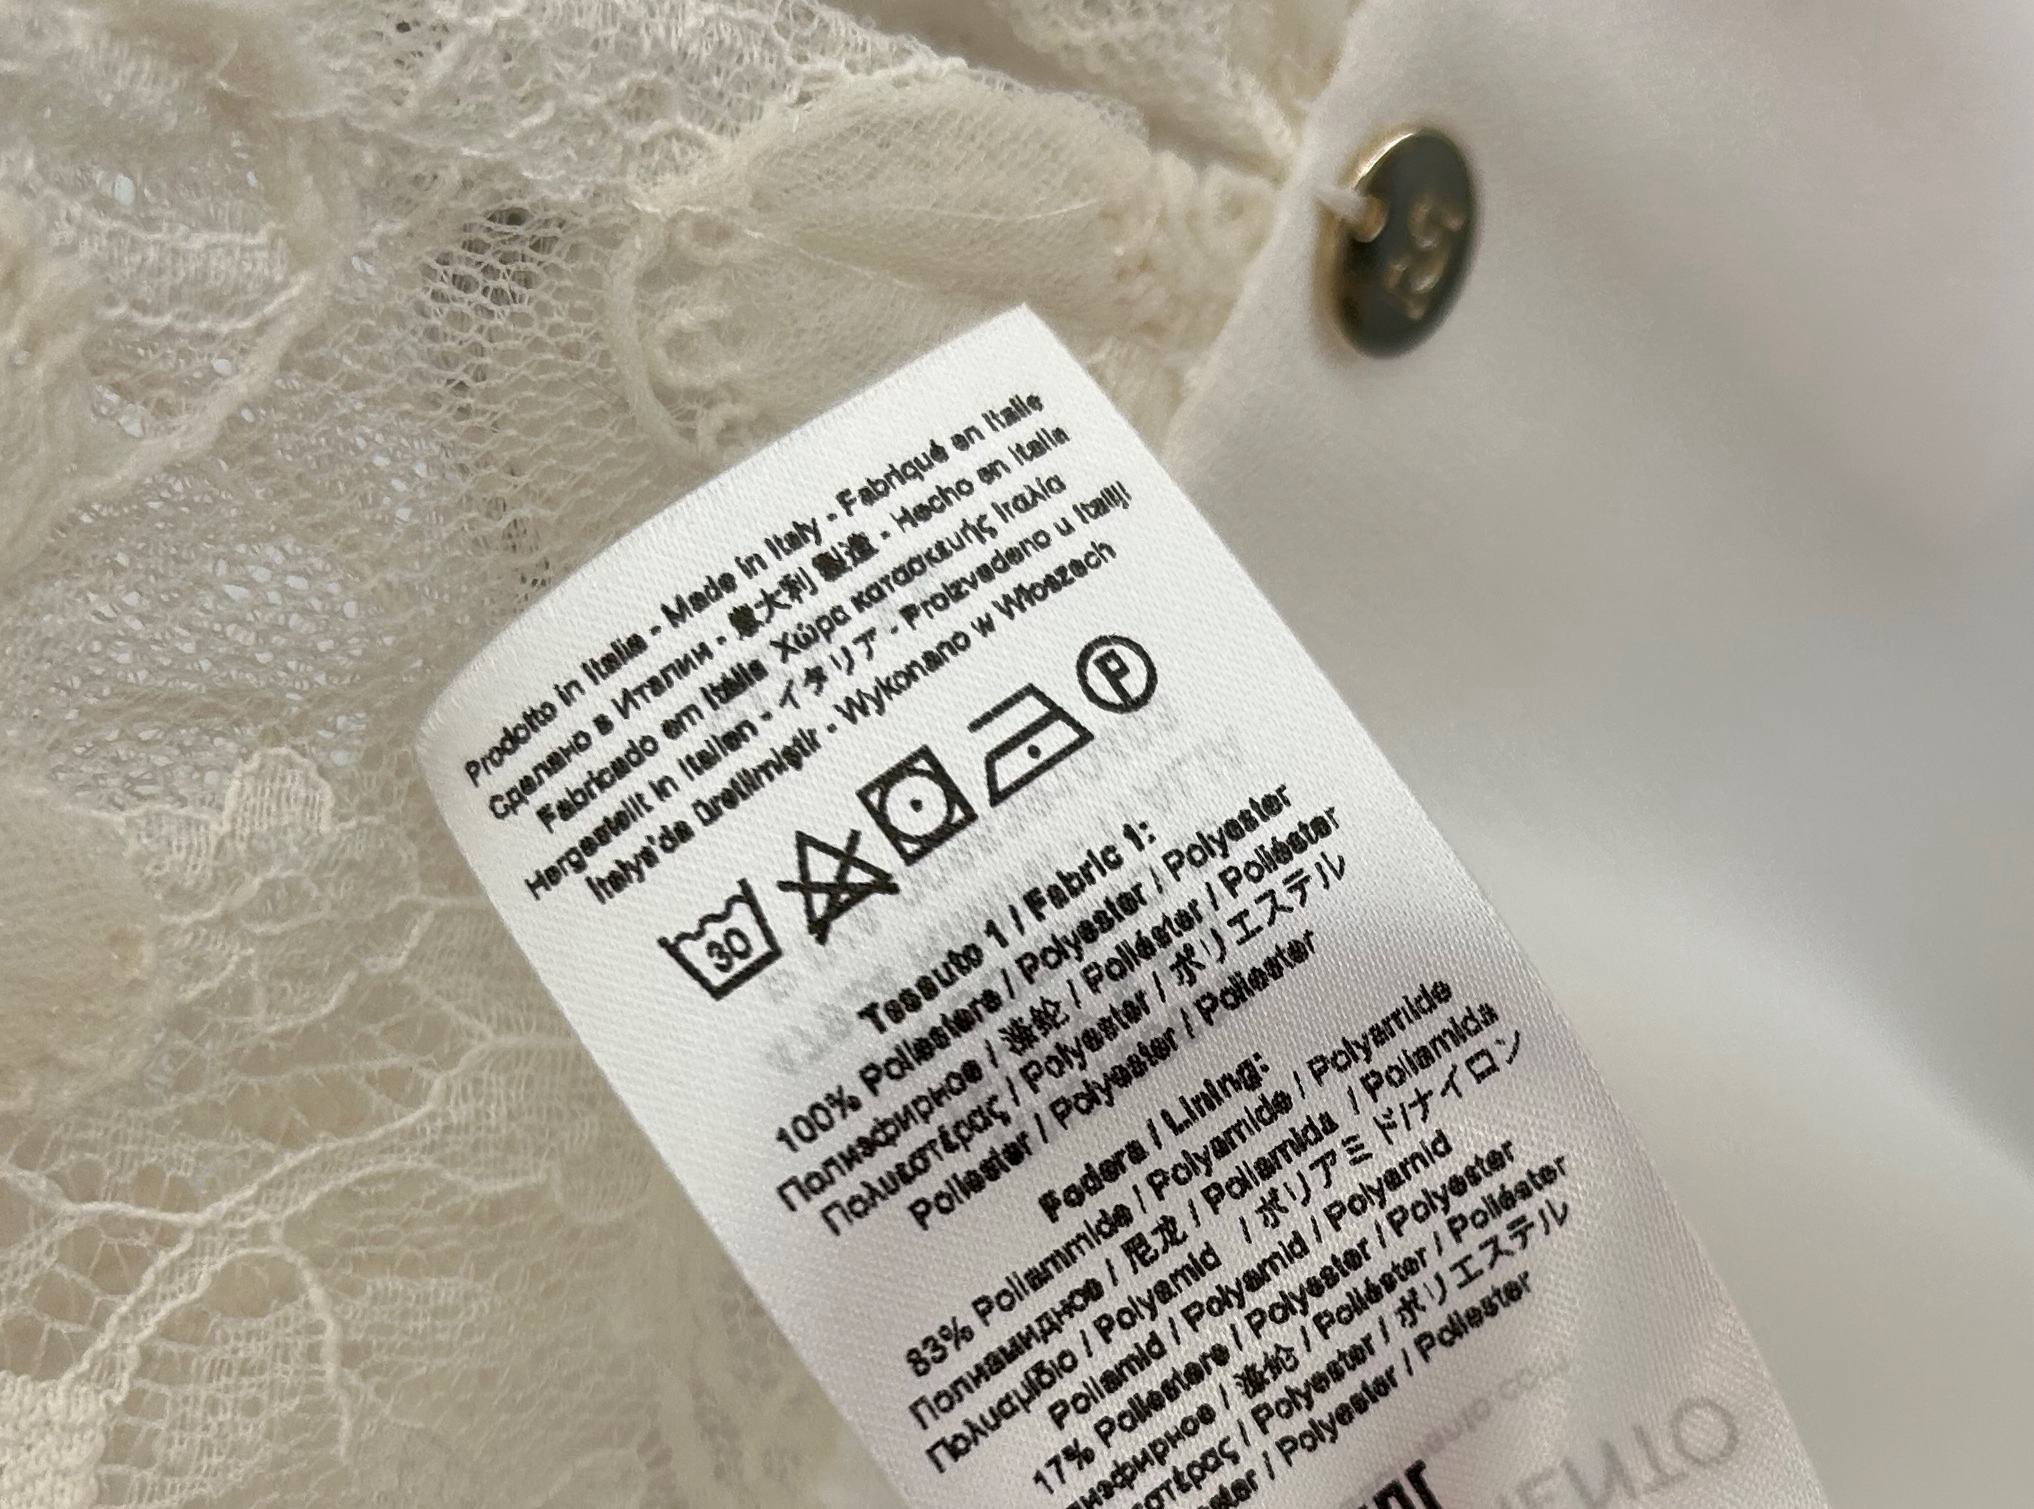 Prodotto in Italia - Made in Italy - Fabriqué en Italie
Сделано в Италии - 意大利 製造 - Hecho en Italia
Fabricado em Itália Χώρα κατασκευής Ιταλία
Hergestellt in Italien - イタリア - Proizvedeno u Italiji
İtalya'da üretilmiştir - Wykonano w Włoszech
30
P
Tessuto 1 / Fabric 1:
100% Poliestere / Polyester / Polyester
Полиэфирное / 涤纶 / Poliéster / Poliéster
Πολυεστέρας / Polyester / ポリエステル
Poliester / Polyester / Poliester
Fodera / Lining:
83% Poliammide / Polyamide / Polyamide
Полиамидное / 尼龙 / Poliamida / Poliamida
Πολυαμίδιο / Polyamid / ポリアミド/ナイロン
Poliamid / Polyamid / Polyamid
17% Poliestere / Polyester / Polyester
/ 涤纶 / Poliéster / Poliéster
/ Polyester / ポリエステル
/ Polyester / Poliester